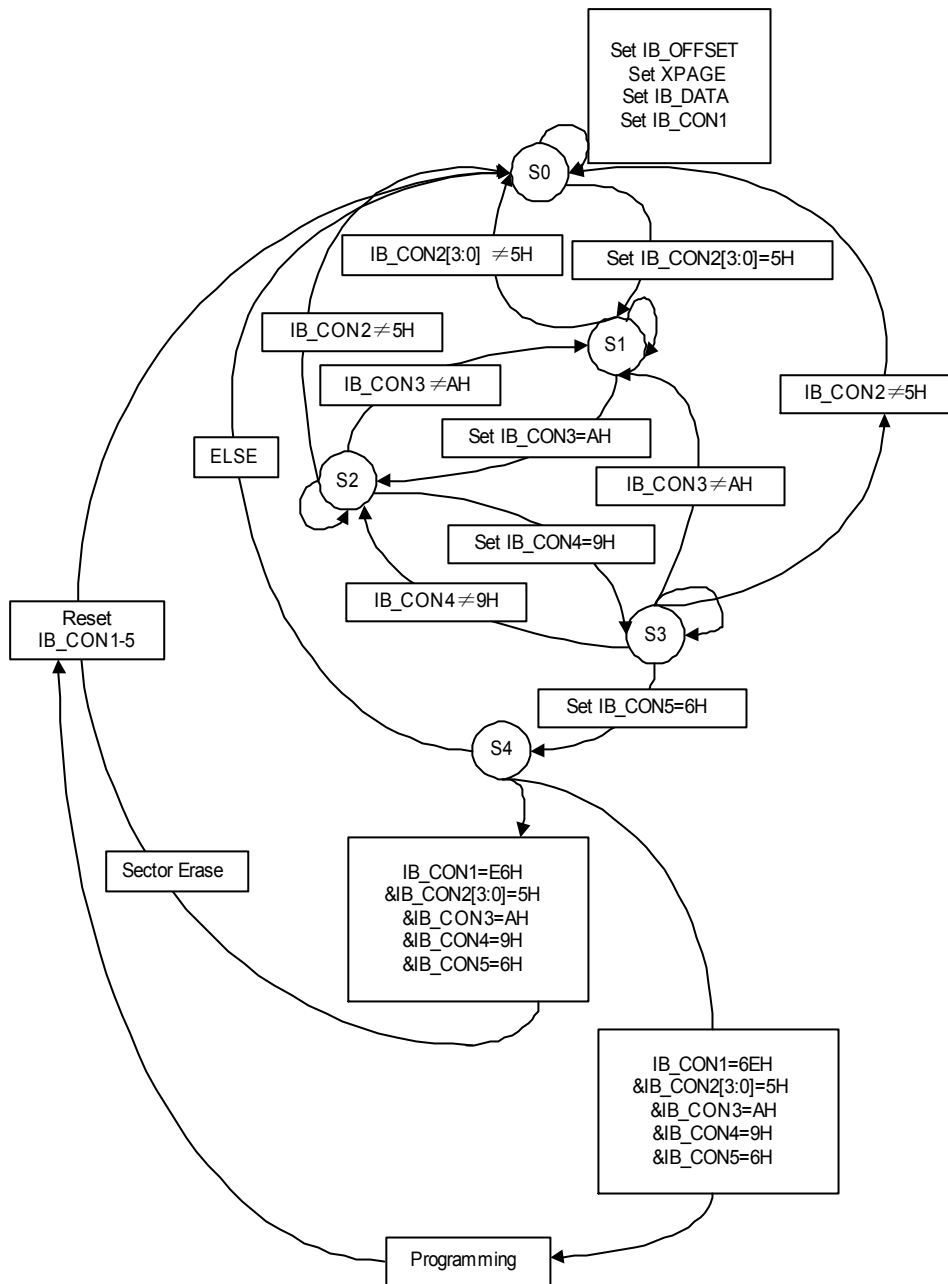 Set IB_OFFSET
Set XPAGE
Set IB_DATA
Set IB_CON1
S0
IB_CON2[3:0] ≠5H
Set IB_CON2[3:0]=5H
IB_CON2≠5H
S1
IB_CON3 ≠AH
IB_CON2≠5H
Set IB_CON3=AH
ELSE
S2
IB_CON3≠AH
Set IB_CON4=9H
IB_CON4≠9H
Reset
IB_CON1-5
S3
Set IB_CON5=6H
S4
Sector Erase
IB_CON1=E6H
&IB_CON2[3:0]=5H
&IB_CON3=AH
&IB_CON4=9H
&IB_CON5=6H
IB_CON1=6EH
&IB_CON2[3:0]=5H
&IB_CON3=AH
&IB_CON4=9H
&IB_CON5=6H
Programming